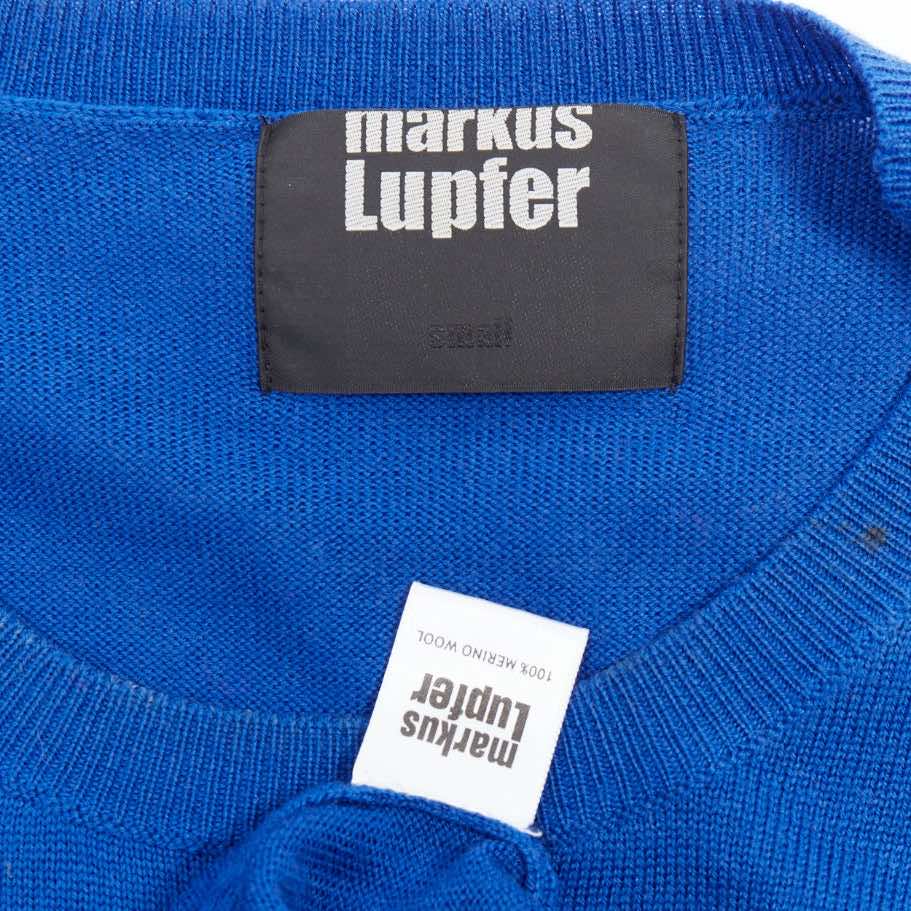 markus
Lupfer
small
markus
Lupfer
100% MERINO WOOL